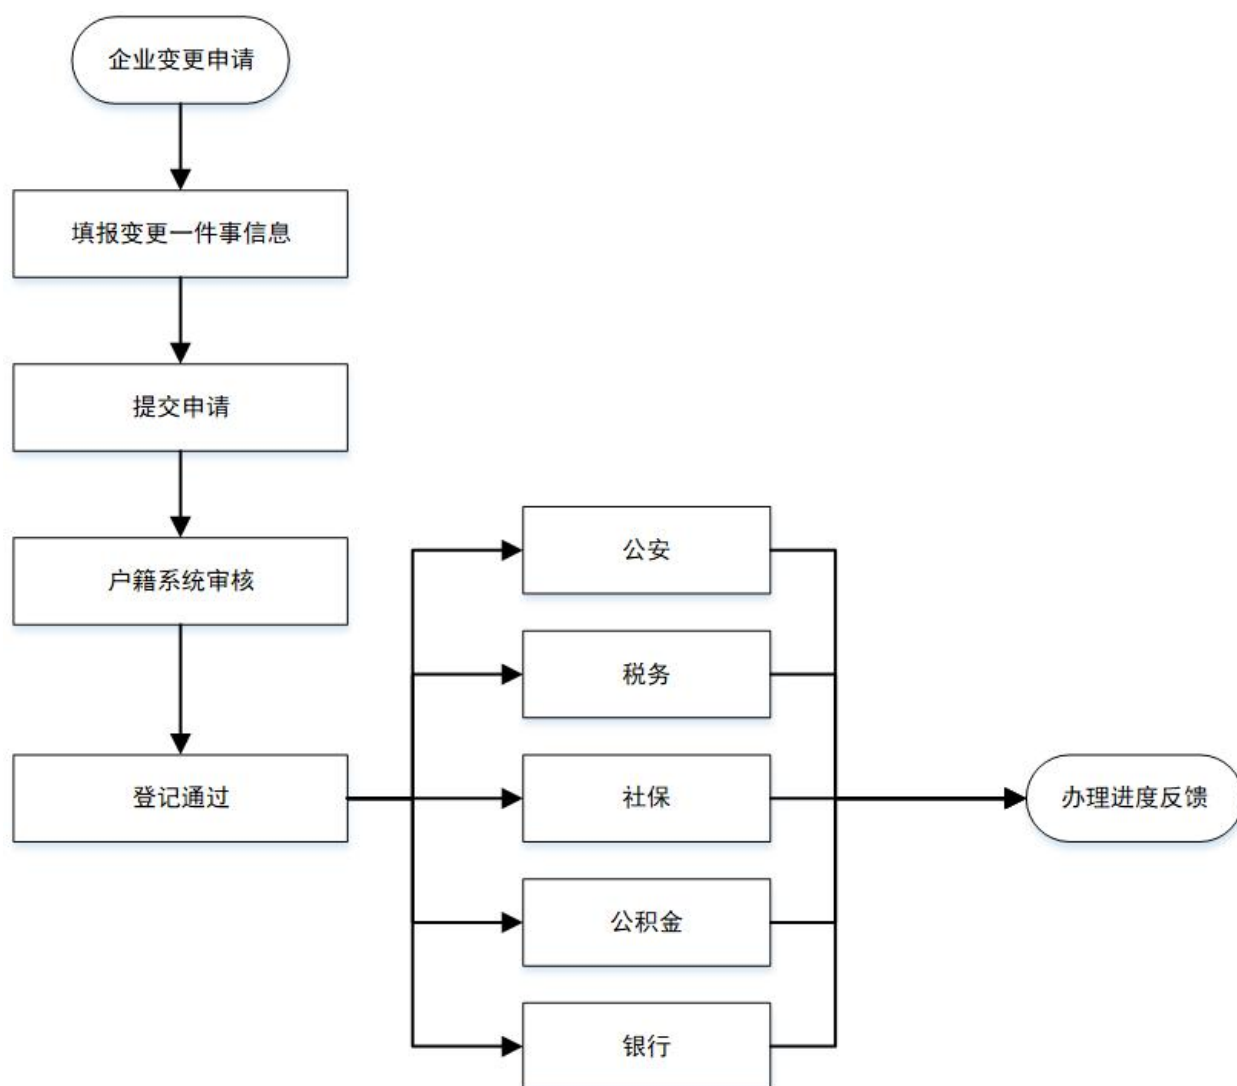 企业变更申请
填报变更一件事信息
提交申请
户籍系统审核
登记通过
公安
税务
社保
公积金
银行
办理进度反馈